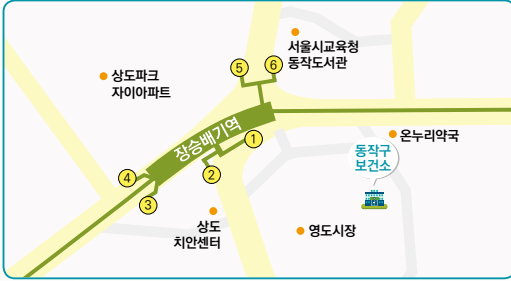 서울시교육청
동작도서관
5
6
상도파크
자이아파트
장승배기역
1
온누리약국
동작구
보건소
2
4
3
상도
치안센터
영도시장